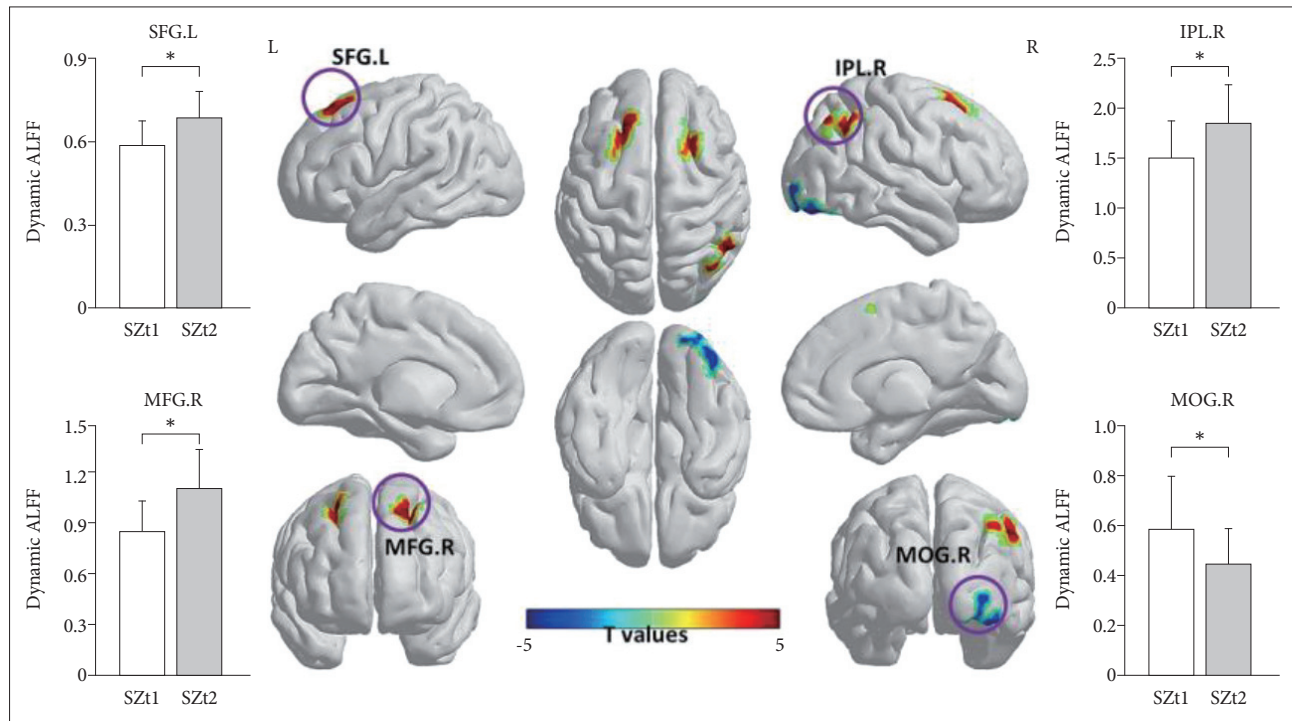 SFG.L
*
Dynamic ALFF
0.9
0.6
0.3
0
SZt1 SZt2
L
SFG.L
IPL.R
R
IPL.R
*
Dynamic ALFF
2.5
2.0
1.5
1.0
0.5
0
SZt1 SZt2
MFG.R
*
Dynamic ALFF
1.5
1.2
0.9
0.6
0.3
0
SZt1 SZt2
MFG.R
MOG.R
-5 T values 5
MOG.R
*
Dynamic ALFF
1.0
0.8
0.6
0.4
0.2
0
SZt1 SZt2